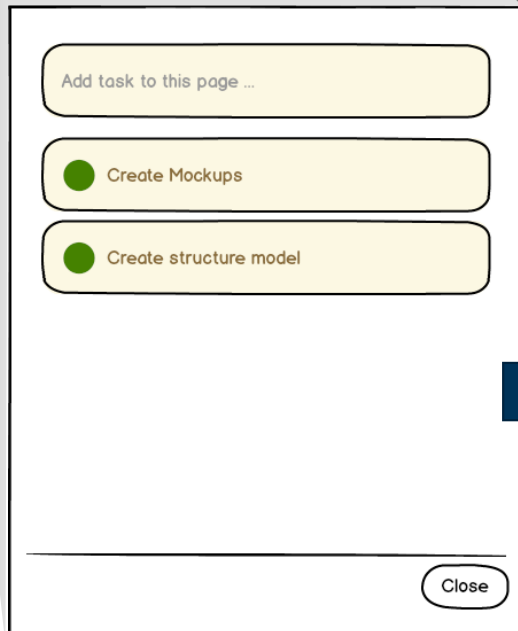 Add task to this page ...
Create Mockups
Create structure model
Close